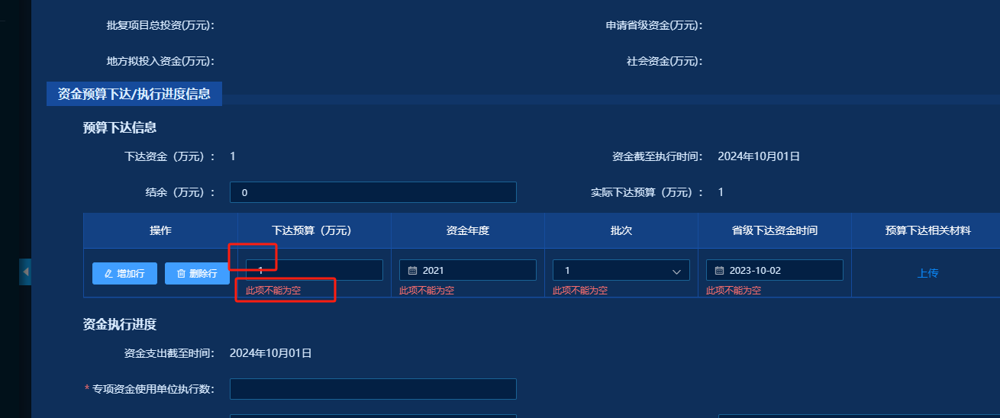 批复项目总投资(万元): 申请省级资金(万元):
地方拟投入资金(万元): 社会资金(万元):
资金预算下达/执行进度信息
预算下达信息
下达资金（万元）: 1 资金截至执行时间: 2024年10月01日
结余（万元）: 0 实际下达预算（万元）: 1
操作 下达预算（万元） 资金年度 批次 省级下达资金时间 预算下达相关材料
增加行 删除行 1 2021 1 2023-10-02 上传
此项不能为空 此项不能为空 此项不能为空 此项不能为空
资金执行进度
资金支出截至时间: 2024年10月01日
* 专项资金使用单位执行数: